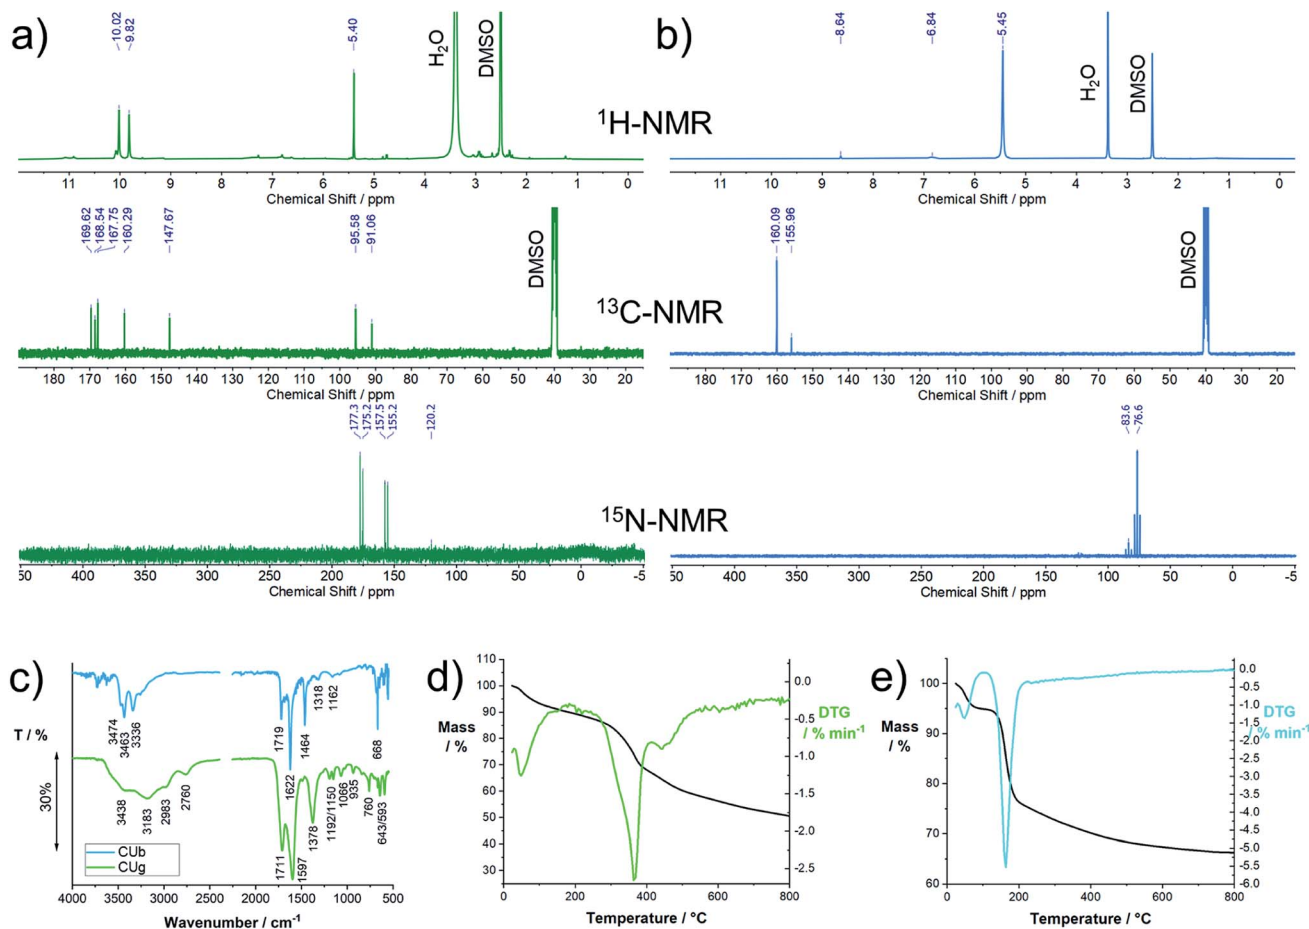 a)
10.02
9.82
5.40
H2O
DMSO
11 10 9 8 7 6 5 4 3 2 1 0
Chemical Shift / ppm
b)
8.64
6.84
5.45
H2O
DMSO
11 10 9 8 7 6 5 4 3 2 1 0
Chemical Shift / ppm
1H-NMR
169.62
168.54
167.75
160.29
147.67
95.58
91.06
DMSO
180 170 160 150 140 130 120 110 100 90 80 70 60 50 40 30 20
Chemical Shift / ppm
160.09
155.96
DMSO
180 170 160 150 140 130 120 110 100 90 80 70 60 50 40 30 20
Chemical Shift / ppm
13C-NMR
177.3
175.2
157.5
155.2
120.2
50 400 350 300 250 200 150 100 50 0 -5
Chemical Shift / ppm
83.6
76.6
50 400 350 300 250 200 150 100 50 0 -5
Chemical Shift / ppm
15N-NMR
c)
T / %
30%
3474
3463
3336
1719
1622
1464
1318
1162
668
3438
3183
2983
2760
1711
1597
1378
1192/1150
1066
935
760
643/593
CUb
CUg
4000 3500 3000 2500 2000 1500 1000 500
Wavenumber / cm-1
d)
Mass
/ %
110
100
90
80
70
60
50
40
30
DTG
/ % min-1
0.0
-0.5
-1.0
-1.5
-2.0
-2.5
0 200 400 600 800
Temperature / °C
e)
Mass
/ %
100
90
80
70
60
DTG
/ % min-1
0.0
-0.5
-1.0
-1.5
-2.0
-2.5
-3.0
-3.5
-4.0
-4.5
-5.0
-5.5
-6.0
0 200 400 600 800
Temperature / °C